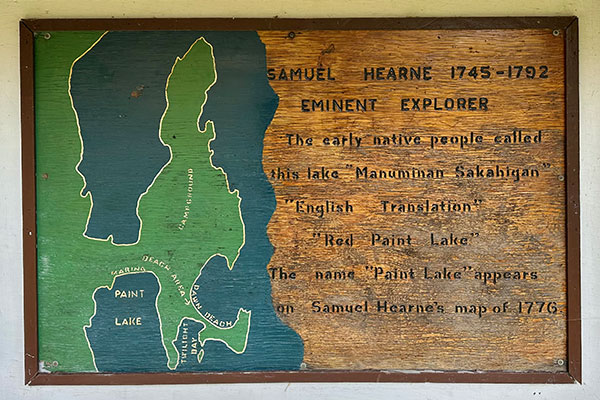 SAMUEL HEARNE 1745-1792
EMINENT EXPLORER
The early native people called
this lake "Manuminan Sakahigan"
"English Translation"
"Red Paint Lake"
The name "Paint Lake" appears
on Samuel Hearne's map of 1776.
CAMPGROUND
BEACH AREA
MARINA
PAINT
LAKE
BEACH
TWILIGHT
BAY